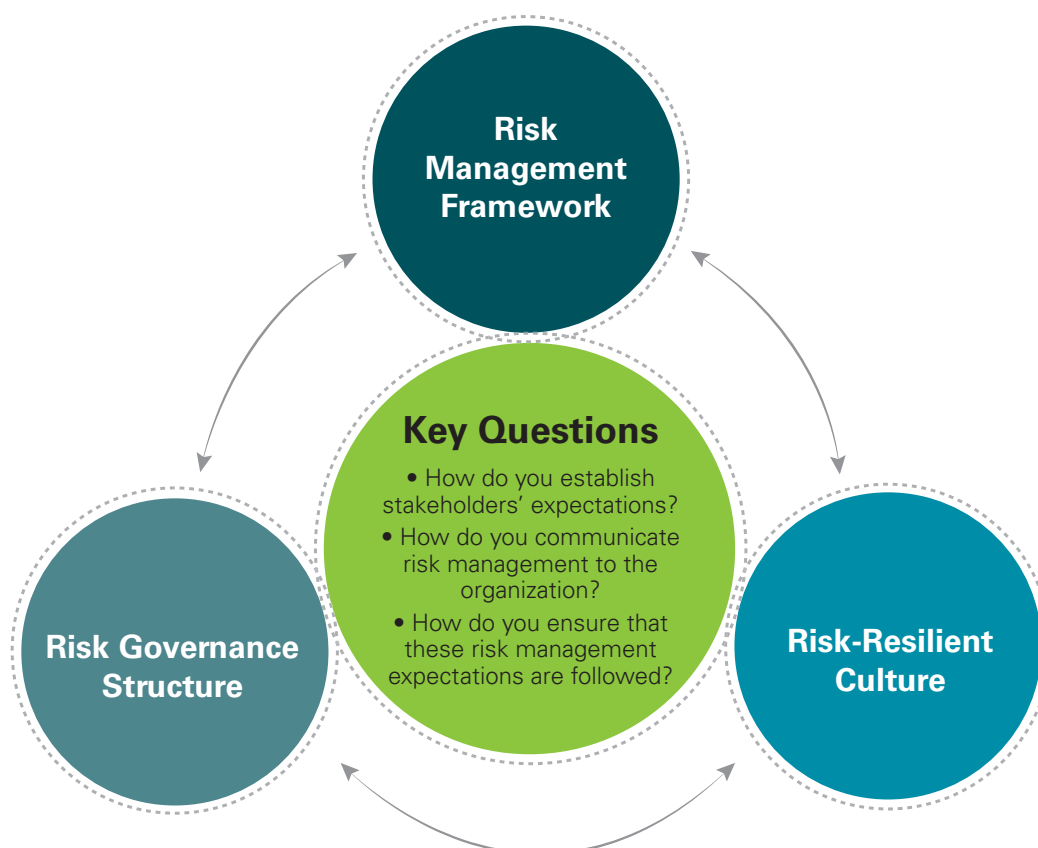 Risk
Management
Framework
Key Questions
• How do you establish
stakeholders’ expectations?
• How do you communicate
risk management to the
organization?
• How do you ensure that
these risk management
expectations are followed?
Risk Governance
Structure
Risk-Resilient
Culture